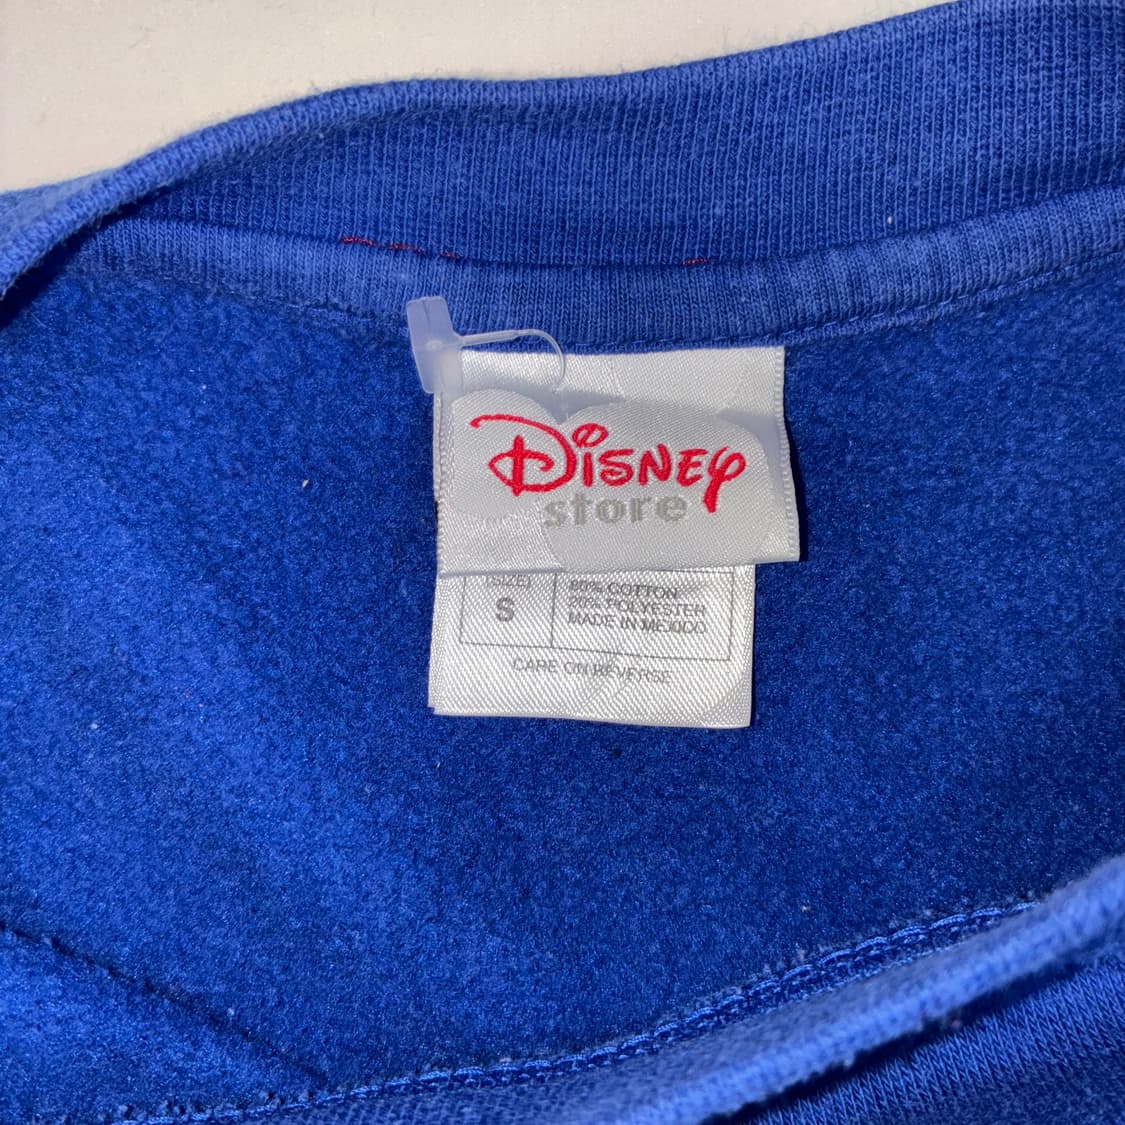 Disney
store
(SIZE)
S
80% COTTON
20% POLYESTER
MADE IN MEXICO
CARE ON REVERSE